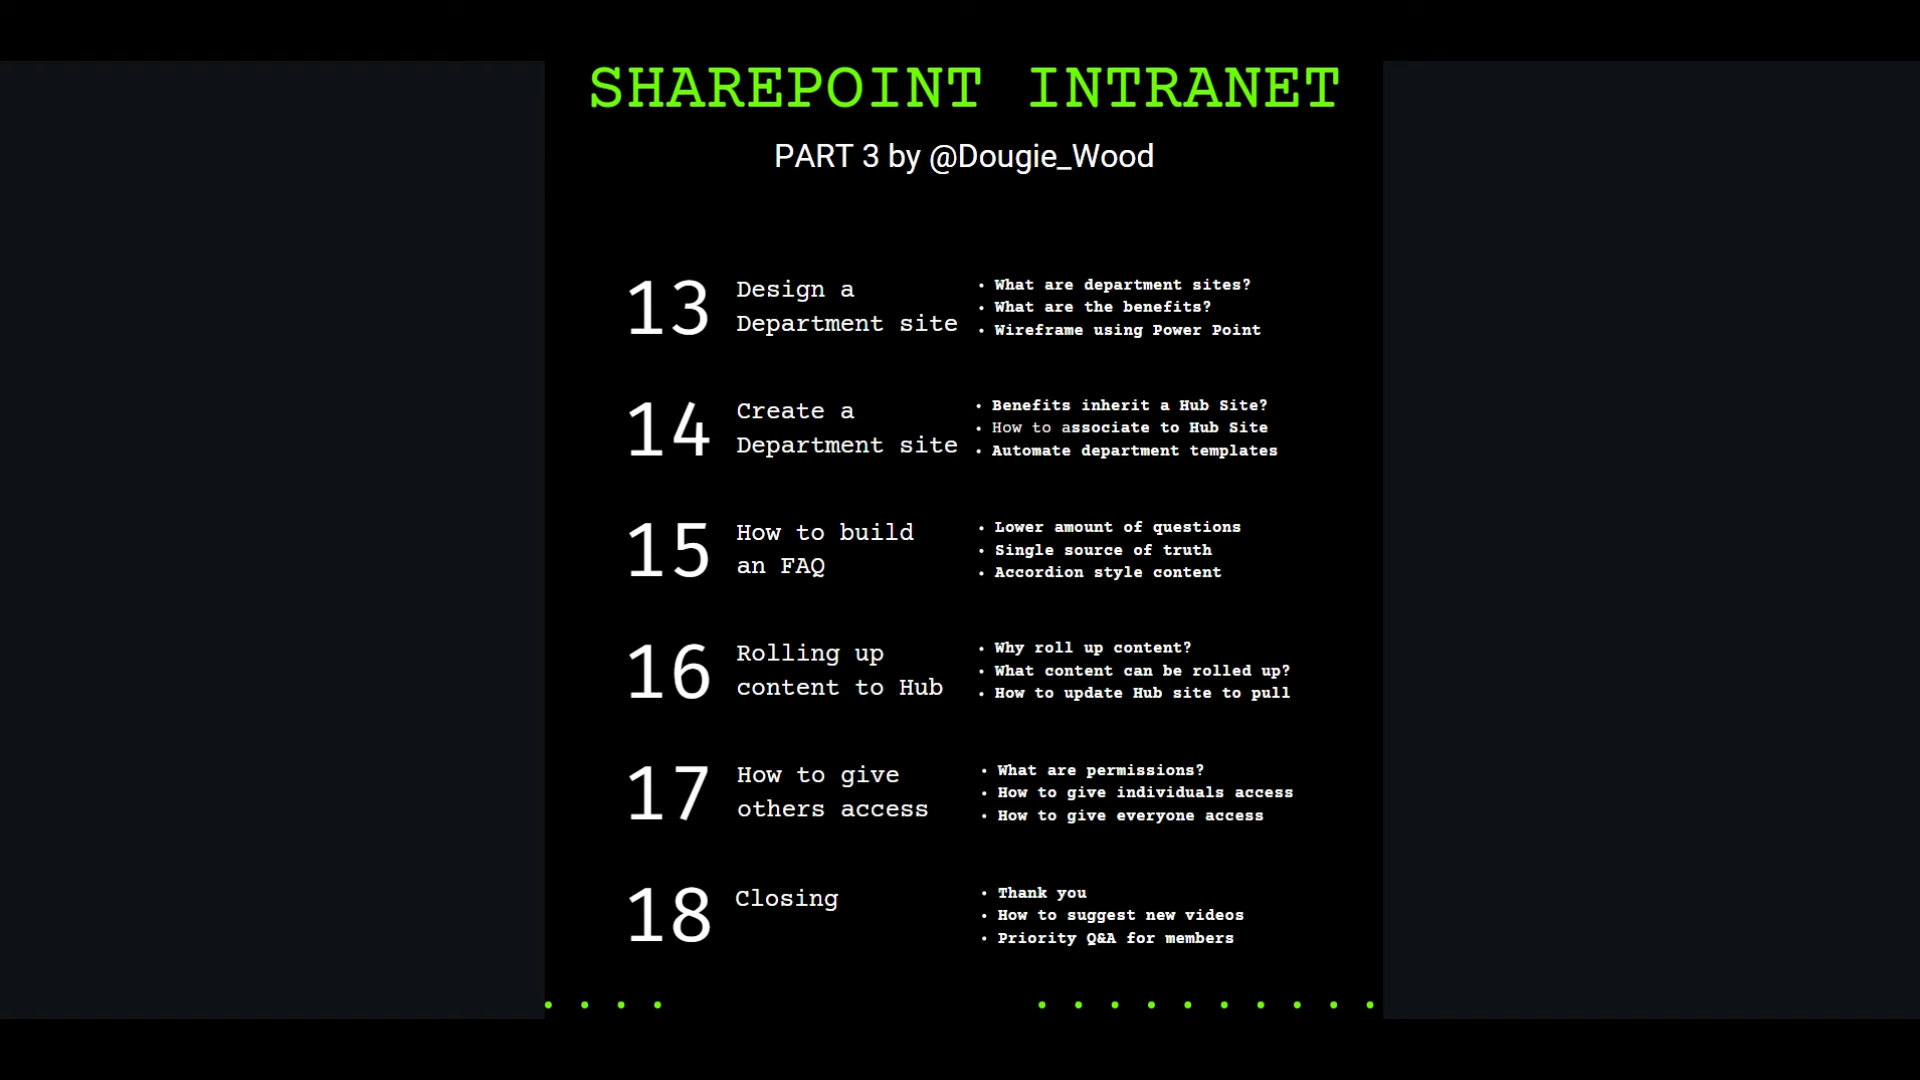 SHAREPOINT INTRANET
PART 3 by @Dougie_Wood
13
Design a
Department site
• What are department sites?
• What are the benefits?
• Wireframe using Power Point
14
Create a
Department site
• Benefits inherit a Hub Site?
• How to associate to Hub Site
• Automate department templates
15
How to build
an FAQ
• Lower amount of questions
• Single source of truth
• Accordion style content
16
Rolling up
content to Hub
• Why roll up content?
• What content can be rolled up?
• How to update Hub site to pull
17
How to give
others access
• What are permissions?
• How to give individuals access
• How to give everyone access
18
Closing
• Thank you
• How to suggest new videos
• Priority Q&A for members